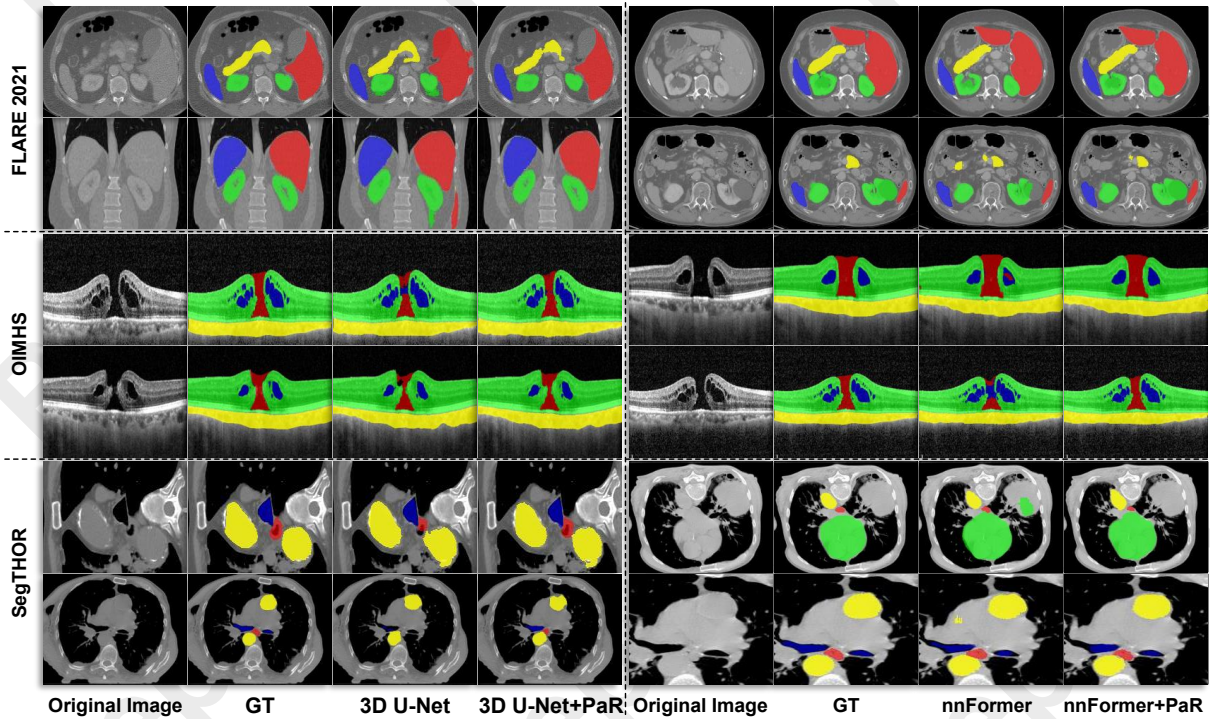 FLARE 2021
OIMHS
SegTHOR
Original Image GT 3D U-Net 3D U-Net+PaR Original Image GT nnFormer nnFormer+PaR